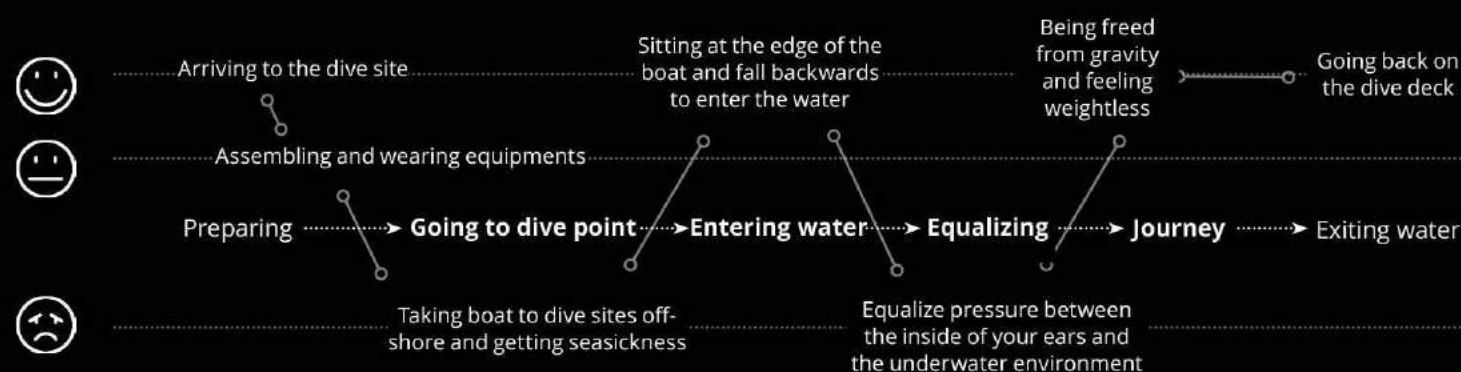 Arriving to the dive site
Sitting at the edge of the
boat and fall backwards
to enter the water
Being freed
from gravity
and feeling
weightless
Going back on
the dive deck
Assembling and wearing equipments
Preparing
Going to dive point
Entering water
Equalizing
Journey
Exiting water
Taking boat to dive sites off-
shore and getting seasickness
Equalize pressure between
the inside of your ears and
the underwater environment